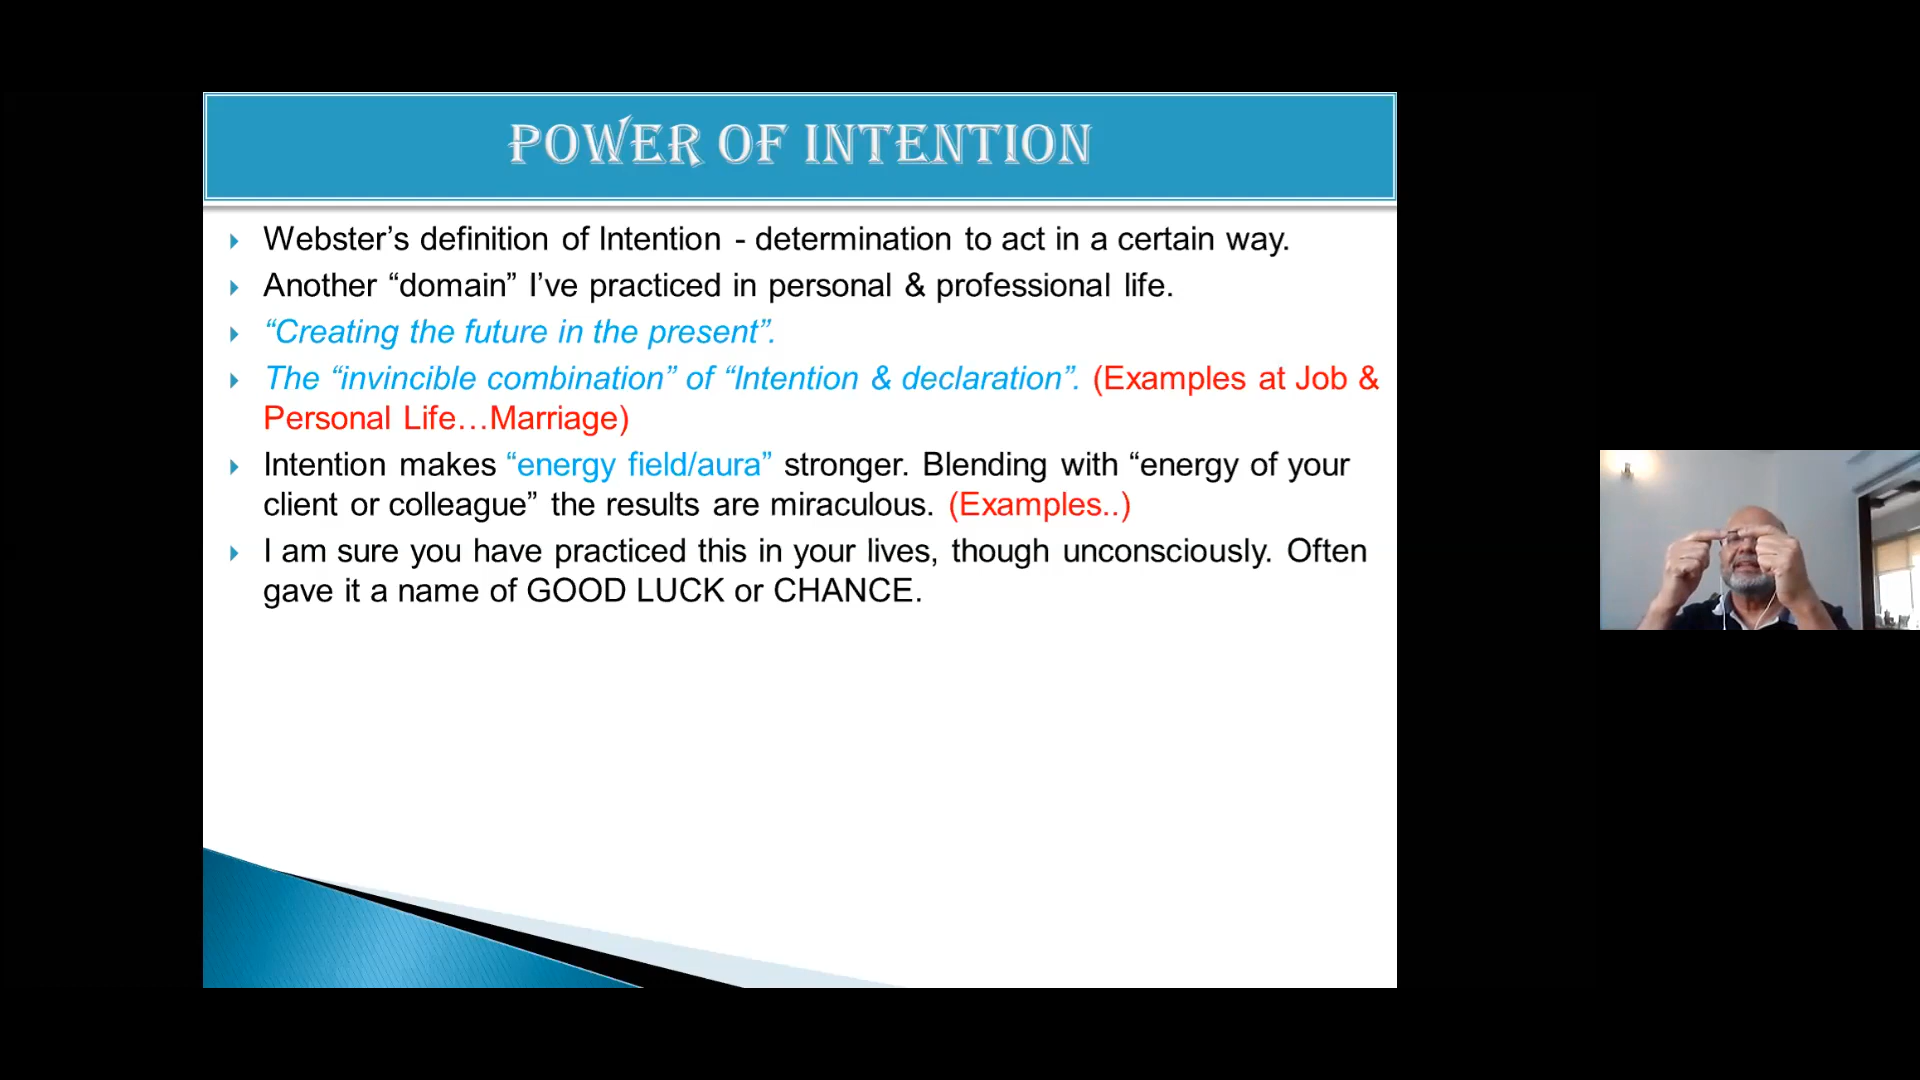 POWER OF INTENTION
Webster’s definition of Intention - determination to act in a certain way.
Another “domain” I’ve practiced in personal & professional life.
“Creating the future in the present”.
The “invincible combination” of “Intention & declaration”. (Examples at Job &
Personal Life…Marriage)
Intention makes “energy field/aura” stronger. Blending with “energy of your
client or colleague” the results are miraculous. (Examples..)
I am sure you have practiced this in your lives, though unconsciously. Often
gave it a name of GOOD LUCK or CHANCE.